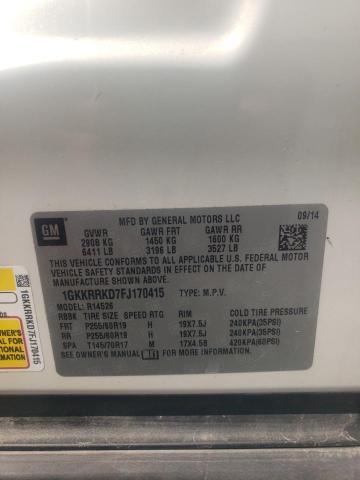 MFD BY GENERAL MOTORS LLC 09/14
GM
GVWR GAWR FRT GAWR RR
2908 KG 1450 KG 1600 KG
6411 LB 3196 LB 3527 LB
THIS VEHICLE CONFORMS TO ALL APPLICABLE U.S. FEDERAL
MOTOR VEHICLE SAFETY STANDARDS IN EFFECT ON
THE DATE OF MANUFACTURE SHOWN ABOVE.
1GKKRRKD7FJ170415 TYPE: M.P.V.
MODEL: R14526
RBBK TIRE SIZE SPEED RTG RIM COLD TIRE PRESSURE
FRT P255/60R19 H 19X7.5J 240KPA(35PSI)
RR P255/60R19 H 19X7.5J 240KPA(35PSI)
SPA T145/70R17 M 17X4.5B 420KPA(60PSI)
SEE OWNER'S MANUAL FOR ADDITIONAL INFORMATION.
1GKKRRKD7FJ170415
OWNER'S